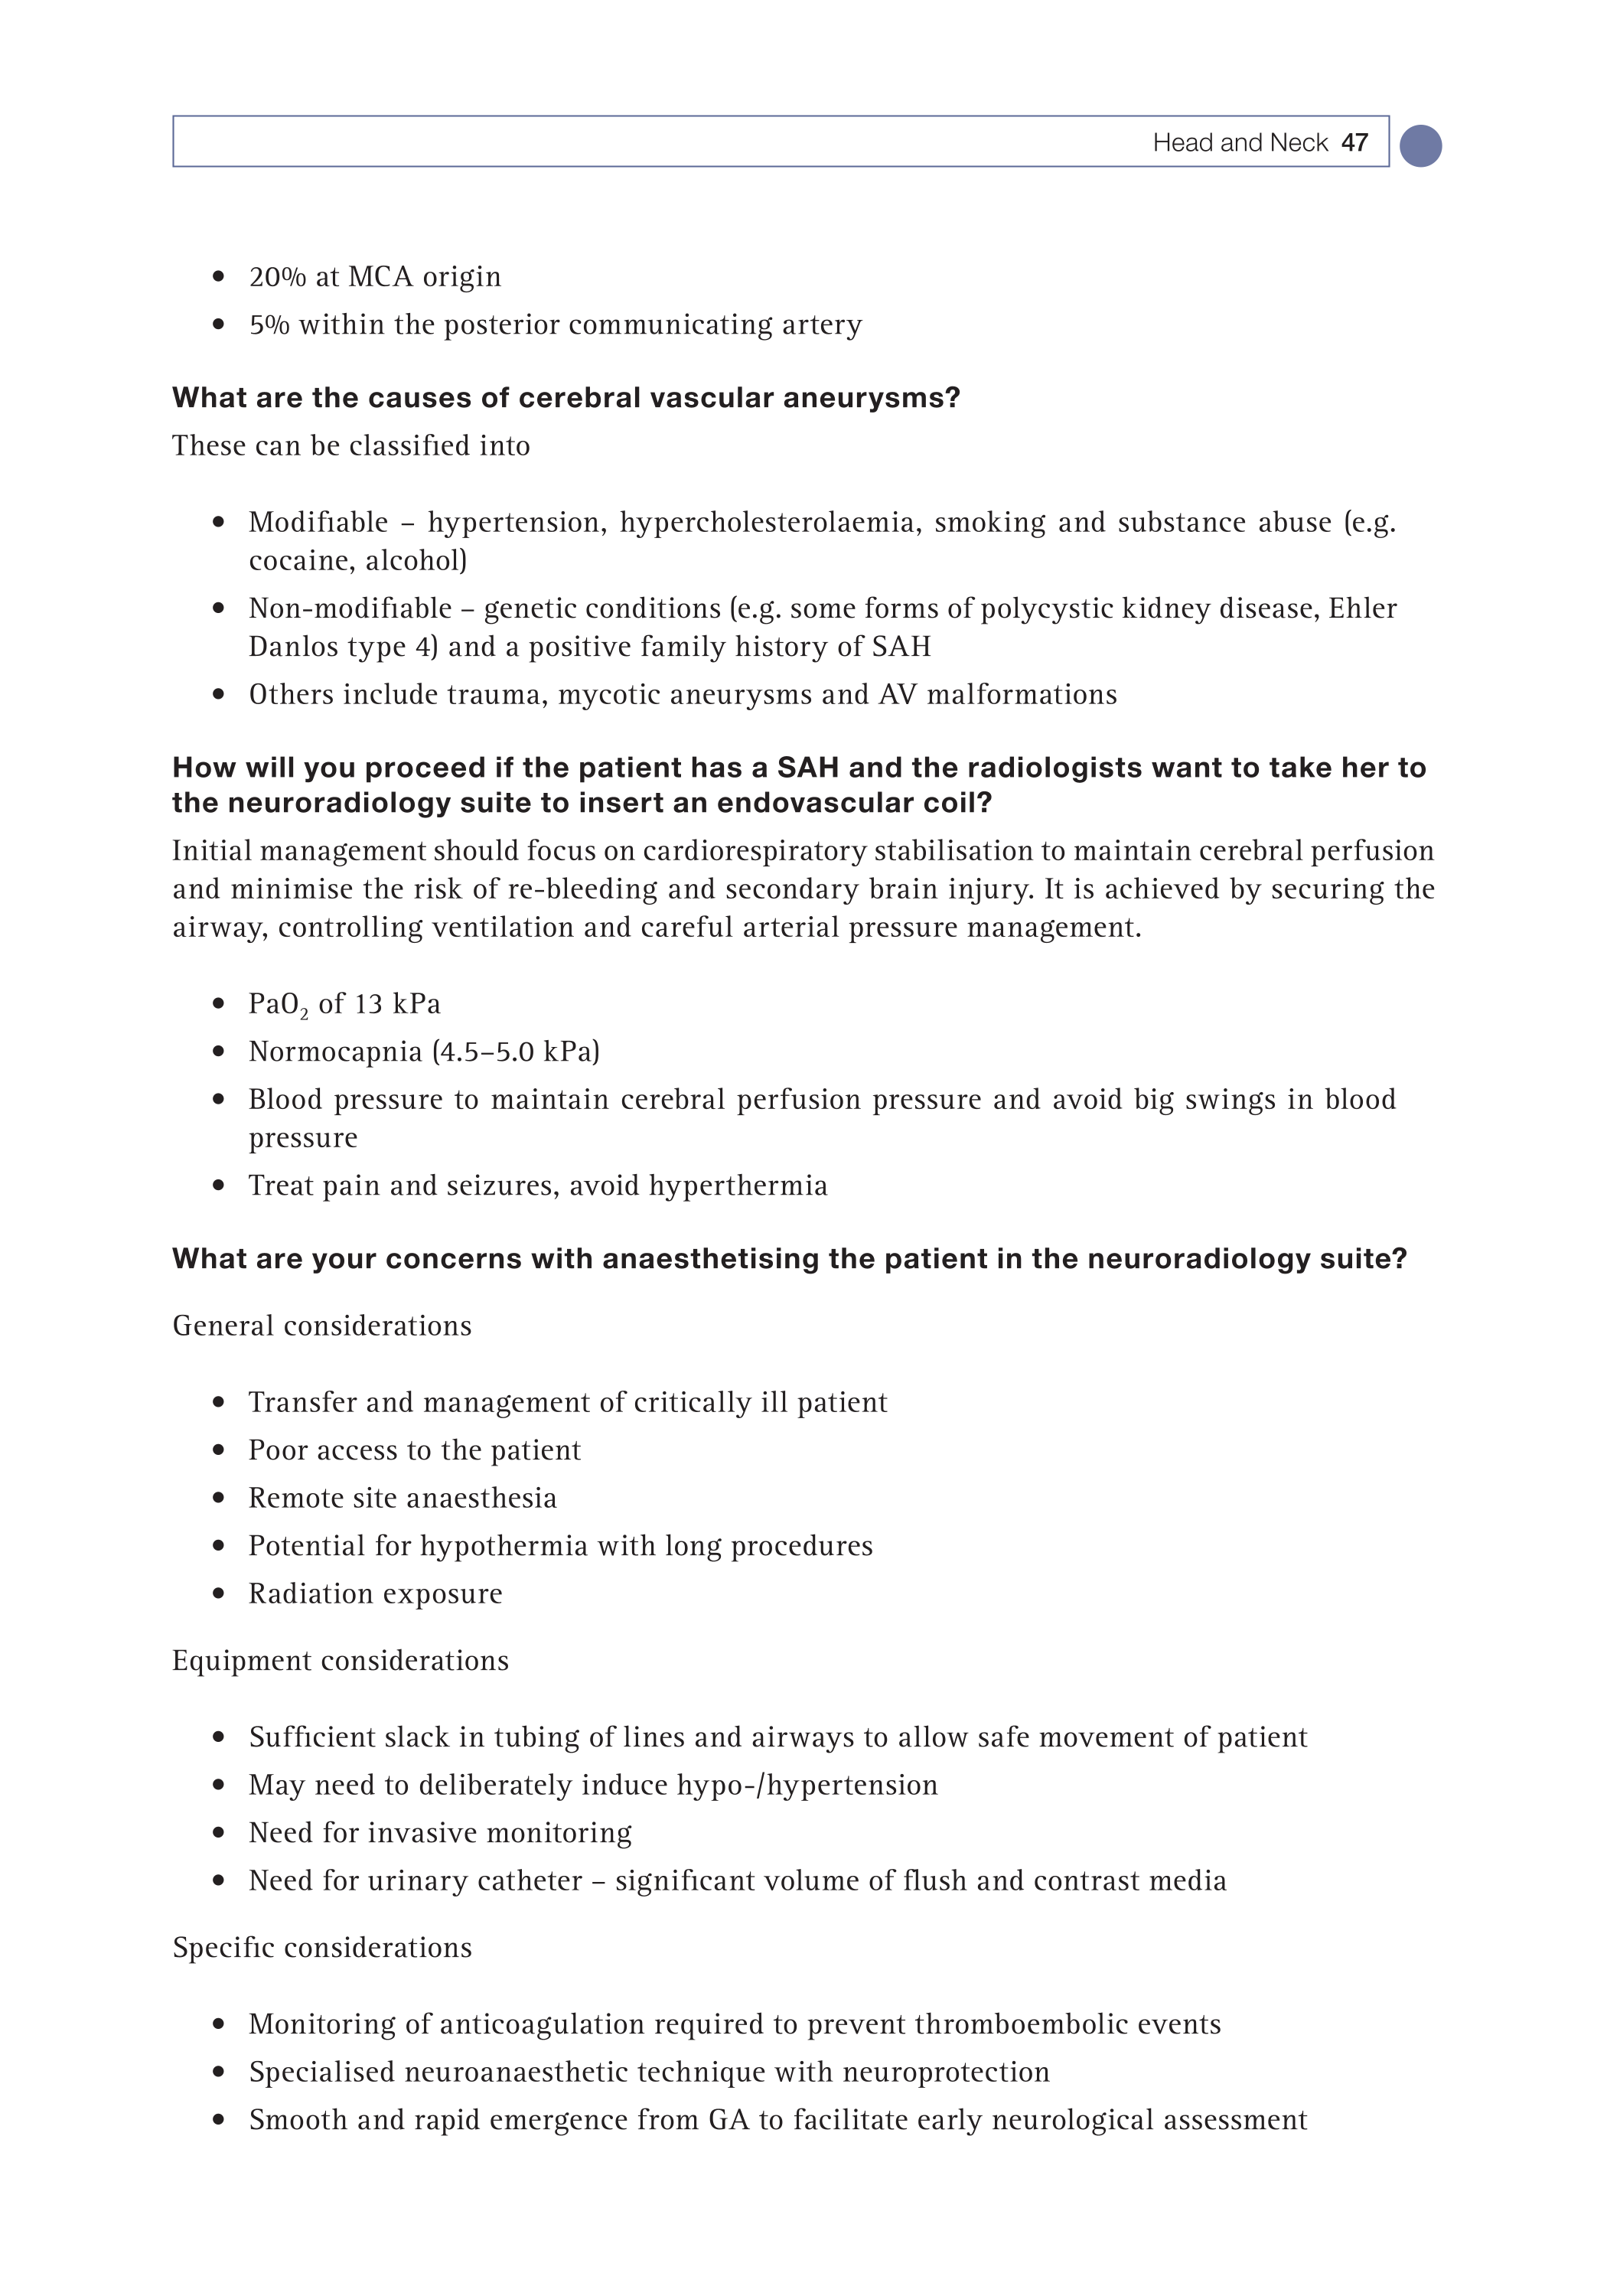 Head and Neck 47
• 20% at MCA origin
• 5% within the posterior communicating artery
What are the causes of cerebral vascular aneurysms?
These can be classified into
• Modifiable – hypertension, hypercholesterolaemia, smoking and substance abuse (e.g.
cocaine, alcohol)
• Non-modifiable – genetic conditions (e.g. some forms of polycystic kidney disease, Ehler
Danlos type 4) and a positive family history of SAH
• Others include trauma, mycotic aneurysms and AV malformations
How will you proceed if the patient has a SAH and the radiologists want to take her to
the neuroradiology suite to insert an endovascular coil?
Initial management should focus on cardiorespiratory stabilisation to maintain cerebral perfusion
and minimise the risk of re-bleeding and secondary brain injury. It is achieved by securing the
airway, controlling ventilation and careful arterial pressure management.
• PaO₂ of 13 kPa
• Normocapnia (4.5–5.0 kPa)
• Blood pressure to maintain cerebral perfusion pressure and avoid big swings in blood
pressure
• Treat pain and seizures, avoid hyperthermia
What are your concerns with anaesthetising the patient in the neuroradiology suite?
General considerations
• Transfer and management of critically ill patient
• Poor access to the patient
• Remote site anaesthesia
• Potential for hypothermia with long procedures
• Radiation exposure
Equipment considerations
• Sufficient slack in tubing of lines and airways to allow safe movement of patient
• May need to deliberately induce hypo-/hypertension
• Need for invasive monitoring
• Need for urinary catheter – significant volume of flush and contrast media
Specific considerations
• Monitoring of anticoagulation required to prevent thromboembolic events
• Specialised neuroanaesthetic technique with neuroprotection
• Smooth and rapid emergence from GA to facilitate early neurological assessment